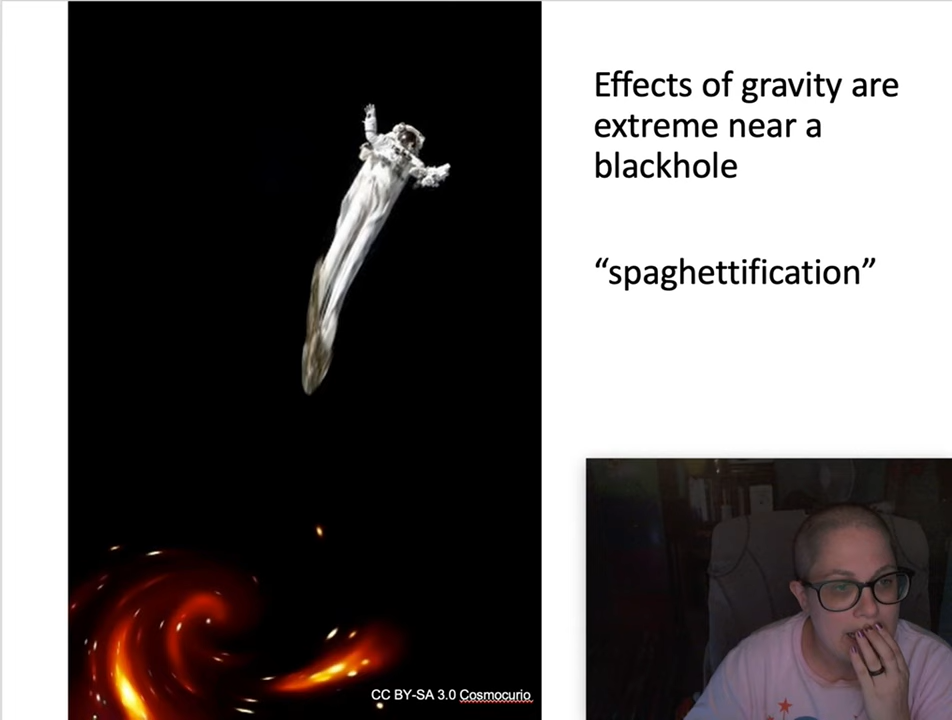 Effects of gravity are
extreme near a
blackhole
“spaghettification”
CC BY-SA 3.0 Cosmocurio